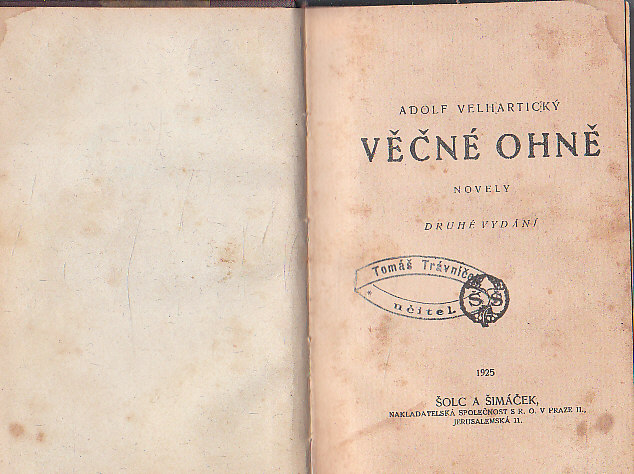 ADOLF VELHARTICKÝ
VĚČNÉ OHNĚ
NOVELY
DRUHÉ VYDÁNÍ
Tomáš Trávníček
* učitel.
Š Š
1925
ŠOLC A ŠIMÁČEK,
NAKLADATELSKÁ SPOLEČNOST S R. O. V PRAZE II.,
JERUSALEMSKÁ 11.